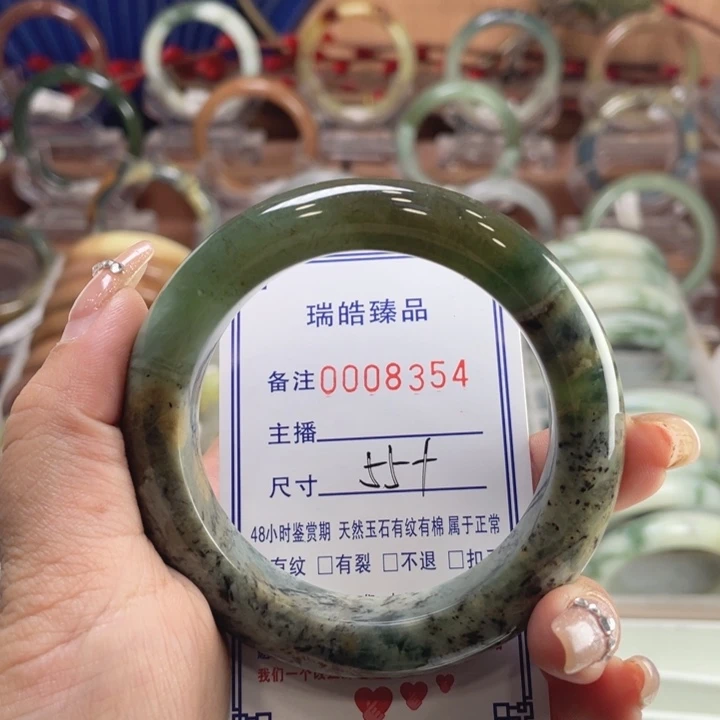 瑞皓臻品
备注0008354
主播
尺寸 55+
48小时鉴赏期 天然玉石有纹有棉 属于正常
有纹 □有裂 □不退 □扣
我们一个